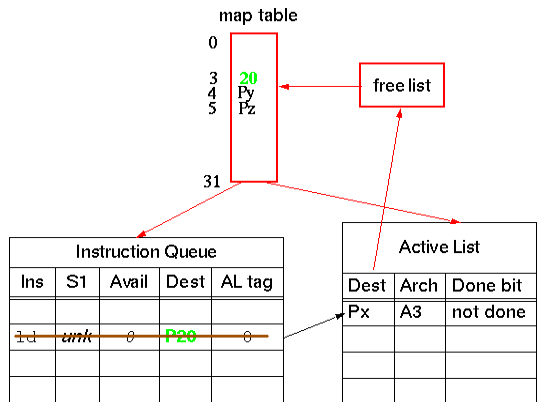 map table
0
3 20
4 Py
5 Pz
31
free list
Instruction Queue
Ins S1 Avail Dest AL tag
ld unk 0 P20 0
Active List
Dest Arch Done bit
Px A3 not done